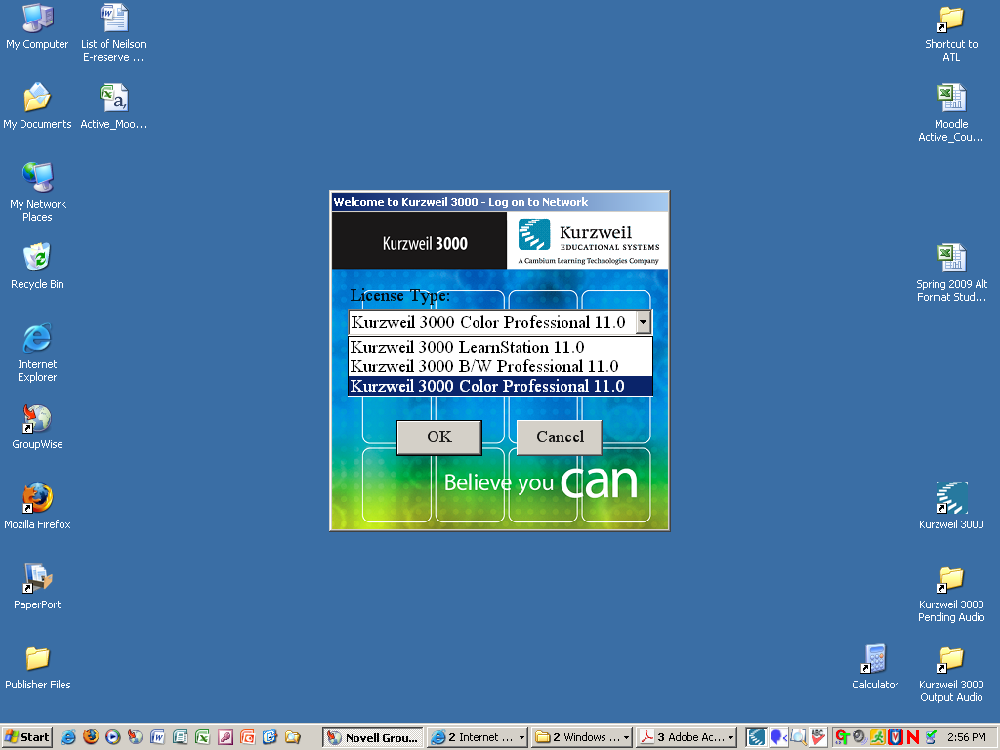 My Computer
List of Neilson
E-reserve ...
Shortcut to
ATL
My Documents
Active_Moo...
Moodle
Active_Cou...
My Network
Places
Recycle Bin
Spring 2009 Alt
Format Stud...
Internet
Explorer
GroupWise
Mozilla Firefox
PaperPort
Publisher Files
Welcome to Kurzweil 3000 - Log on to Network
Kurzweil 3000
Kurzweil
EDUCATIONAL SYSTEMS
A Cambium Learning Technologies Company
License Type:
Kurzweil 3000 Color Professional 11.0
Kurzweil 3000 LearnStation 11.0
Kurzweil 3000 B/W Professional 11.0
Kurzweil 3000 Color Professional 11.0
OK
Cancel
Believe you can
Kurzweil 3000
Kurzweil 3000
Pending Audio
Calculator
Kurzweil 3000
Output Audio
Start
Novell Grou...
2 Internet ...
2 Windows ...
3 Adobe Ac...
2:56 PM